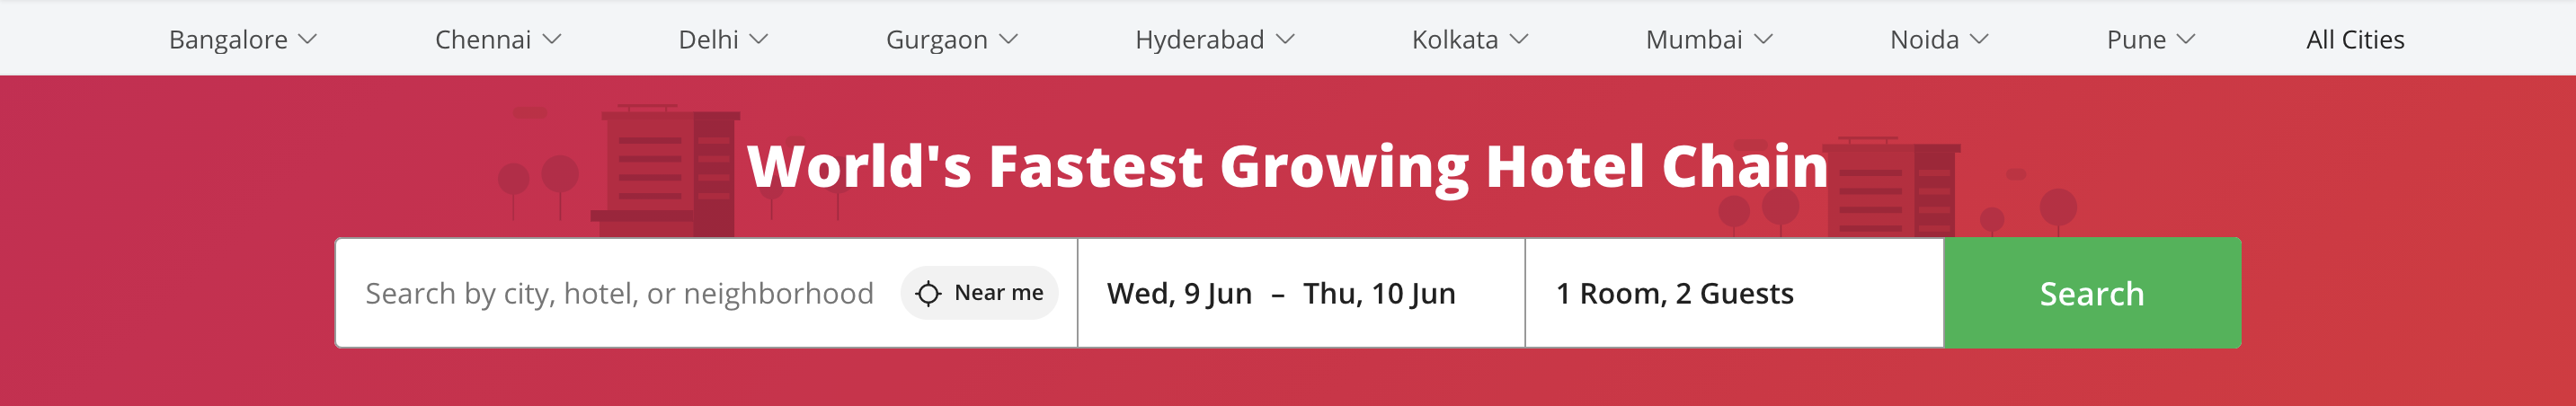 Bangalore Chennai Delhi Gurgaon Hyderabad Kolkata Mumbai Noida Pune All Cities
World's Fastest Growing Hotel Chain
Search by city, hotel, or neighborhood Near me Wed, 9 Jun – Thu, 10 Jun 1 Room, 2 Guests Search